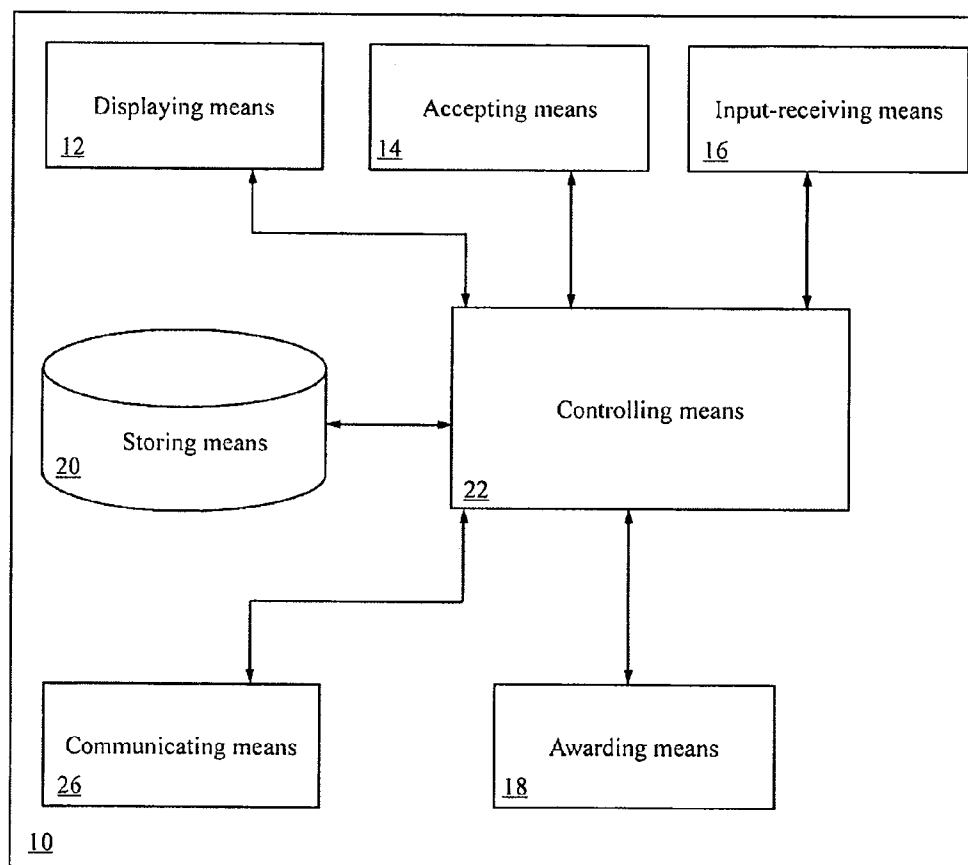 Displaying means
12
Accepting means
14
Input-receiving means
16
Storing means
20
Controlling means
22
Communicating means
26
Awarding means
18
10